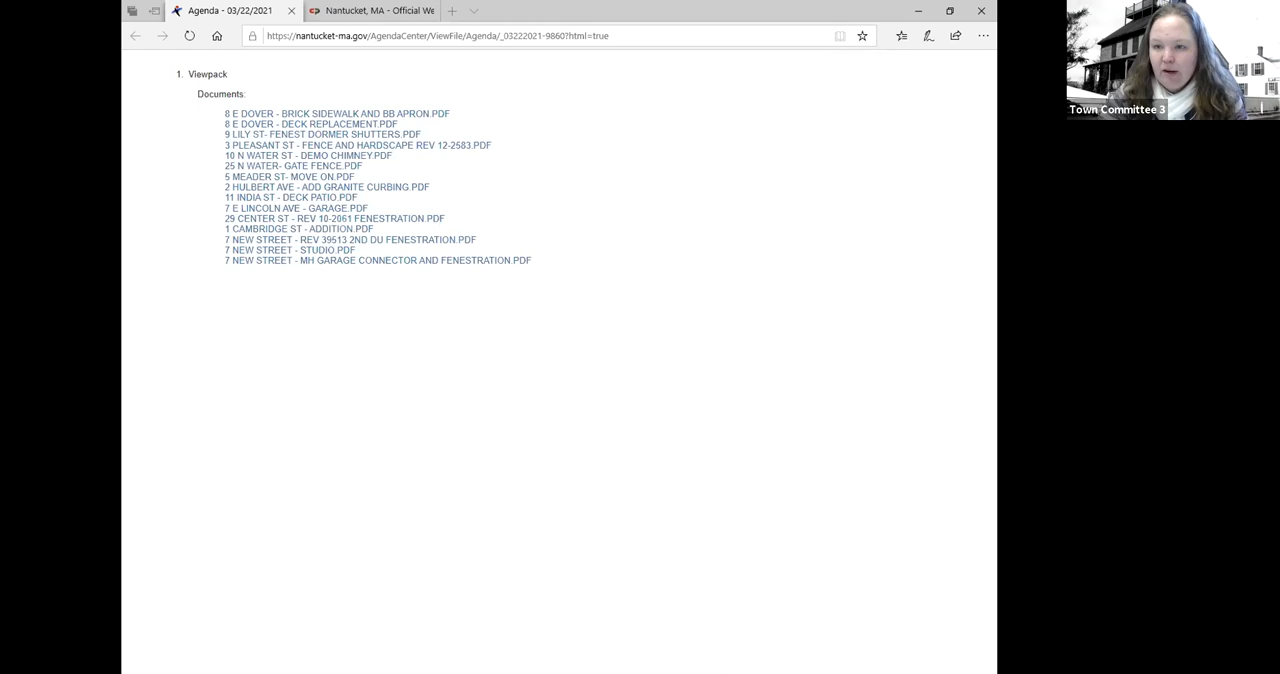 Agenda - 03/22/2021
Nantucket, MA - Official We
https://nantucket-ma.gov/AgendaCenter/ViewFile/Agenda/_03222021-9860?html=true
1. Viewpack
Documents:
8 E DOVER - BRICK SIDEWALK AND BB APRON.PDF
8 E DOVER - DECK REPLACEMENT.PDF
9 LILY ST- FENEST DORMER SHUTTERS.PDF
3 PLEASANT ST - FENCE AND HARDSCAPE REV 12-2583.PDF
10 N WATER ST - DEMO CHIMNEY.PDF
25 N WATER- GATE FENCE.PDF
5 MEADER ST- MOVE ON.PDF
2 HULBERT AVE - ADD GRANITE CURBING.PDF
11 INDIA ST - DECK PATIO.PDF
7 E LINCOLN AVE - GARAGE.PDF
29 CENTER ST - REV 10-2061 FENESTRATION.PDF
1 CAMBRIDGE ST - ADDITION.PDF
7 NEW STREET - REV 39513 2ND DU FENESTRATION.PDF
7 NEW STREET - STUDIO.PDF
7 NEW STREET - MH GARAGE CONNECTOR AND FENESTRATION.PDF
Town Committee 3